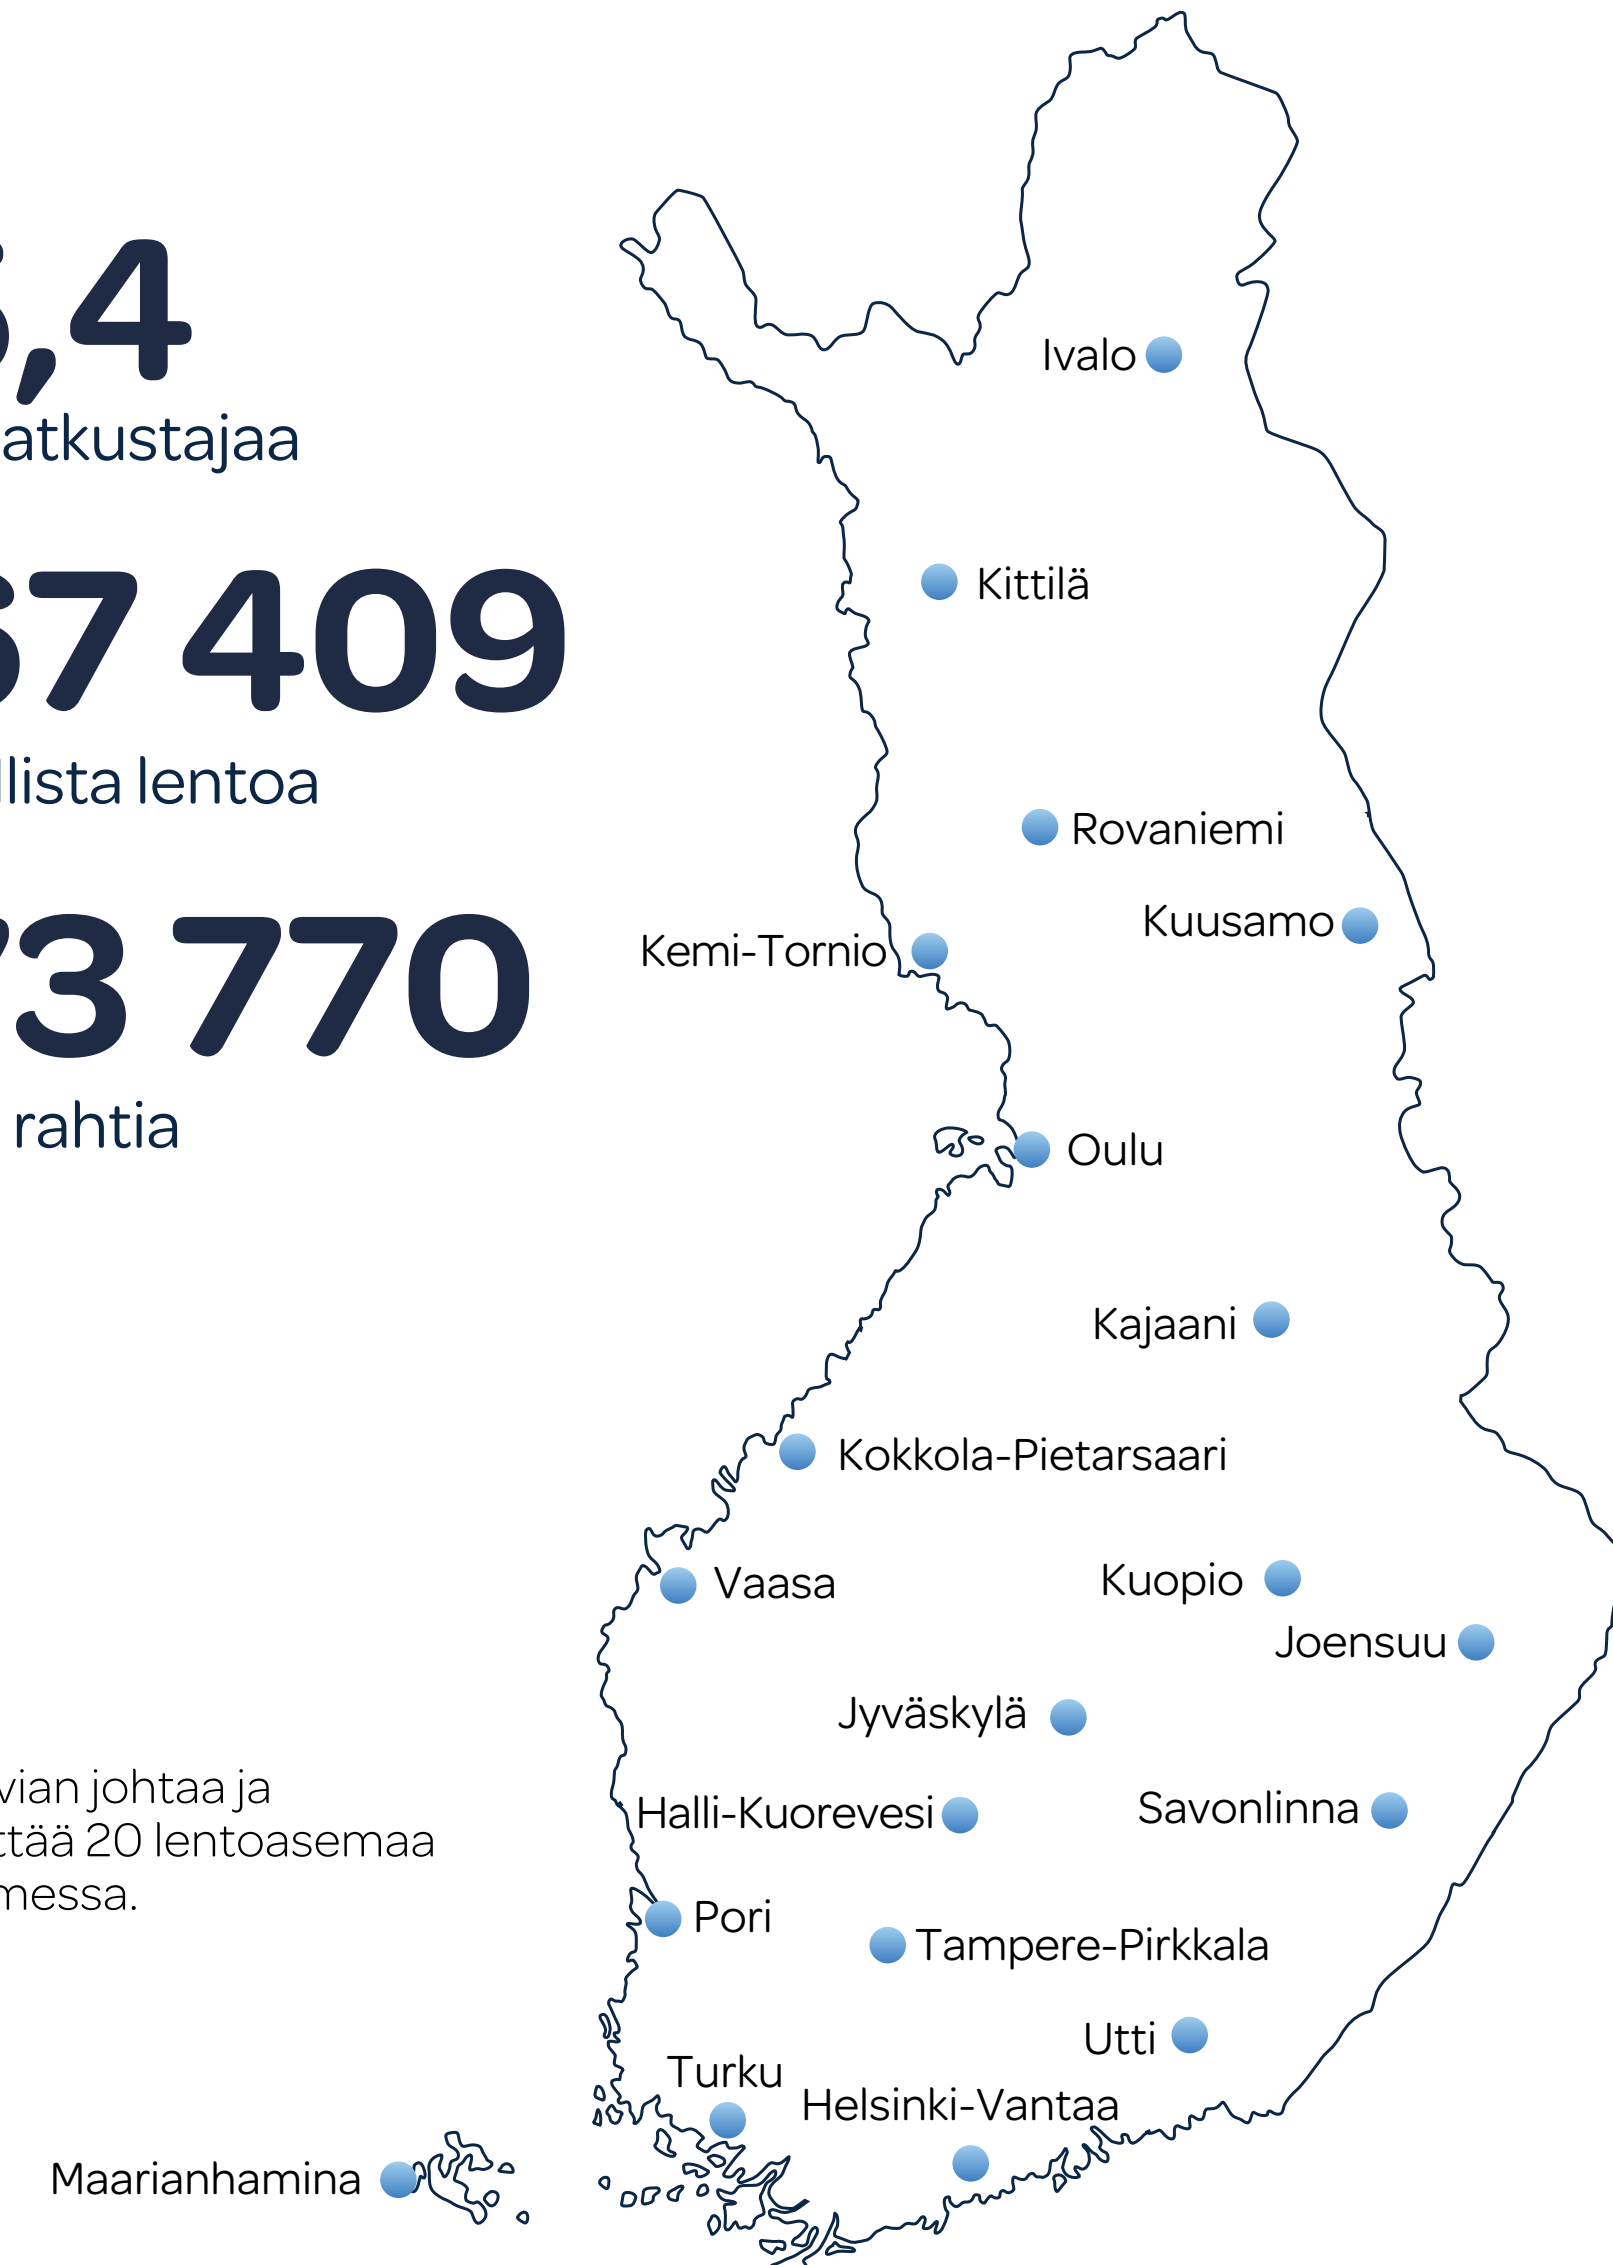 ,4
atkustajaa
67 409
llista lentoa
73 770
rahtia
vian johtaa ja
ttää 20 lentoasemaa
messa.
Ivalo
Kittilä
Rovaniemi
Kuusamo
Kemi-Tornio
Oulu
Kajaani
Kokkola-Pietarsaari
Vaasa
Kuopio
Joensuu
Jyväskylä
Halli-Kuorevesi
Savonlinna
Pori
Tampere-Pirkkala
Utti
Turku
Helsinki-Vantaa
Maarianhamina